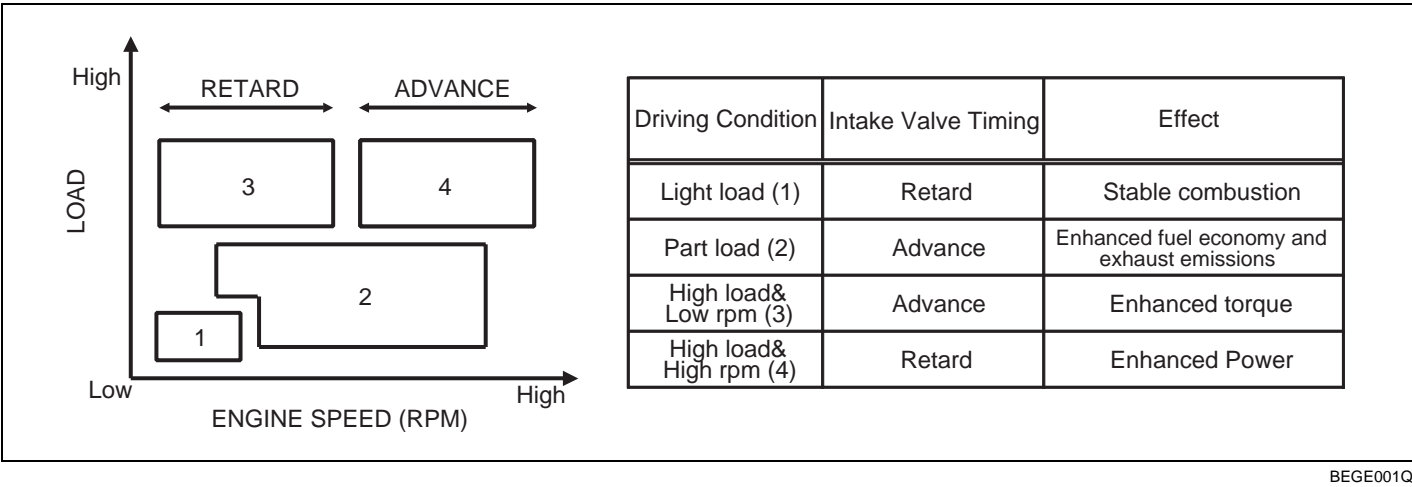 High
RETARD
ADVANCE
LOAD
3
4
2
1
Low
High
ENGINE SPEED (RPM)
Driving Condition Intake Valve Timing Effect
Light load (1) Retard Stable combustion
Part load (2) Advance Enhanced fuel economy and
exhaust emissions
High load&
Low rpm (3) Advance Enhanced torque
High load&
High rpm (4) Retard Enhanced Power
BEGE001Q